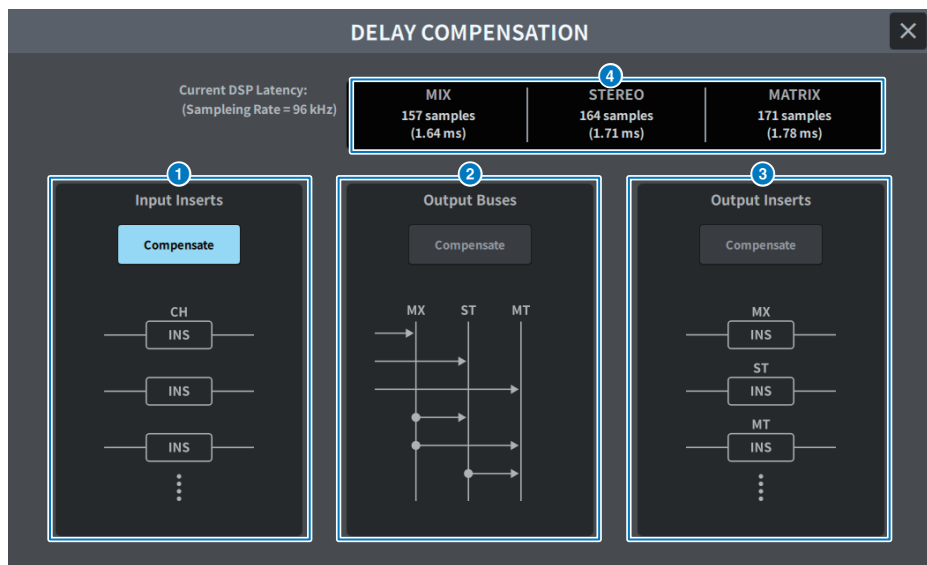 DELAY COMPENSATION
4
Current DSP Latency:
(Sampleing Rate = 96 kHz)
MIX STEREO MATRIX
157 samples 164 samples 171 samples
(1.64 ms) (1.71 ms) (1.78 ms)
1 2 3
Input Inserts
Compensate
CH
INS
INS
INS
Output Buses
Compensate
MX ST MT
Output Inserts
Compensate
MX
INS
ST
INS
MT
INS